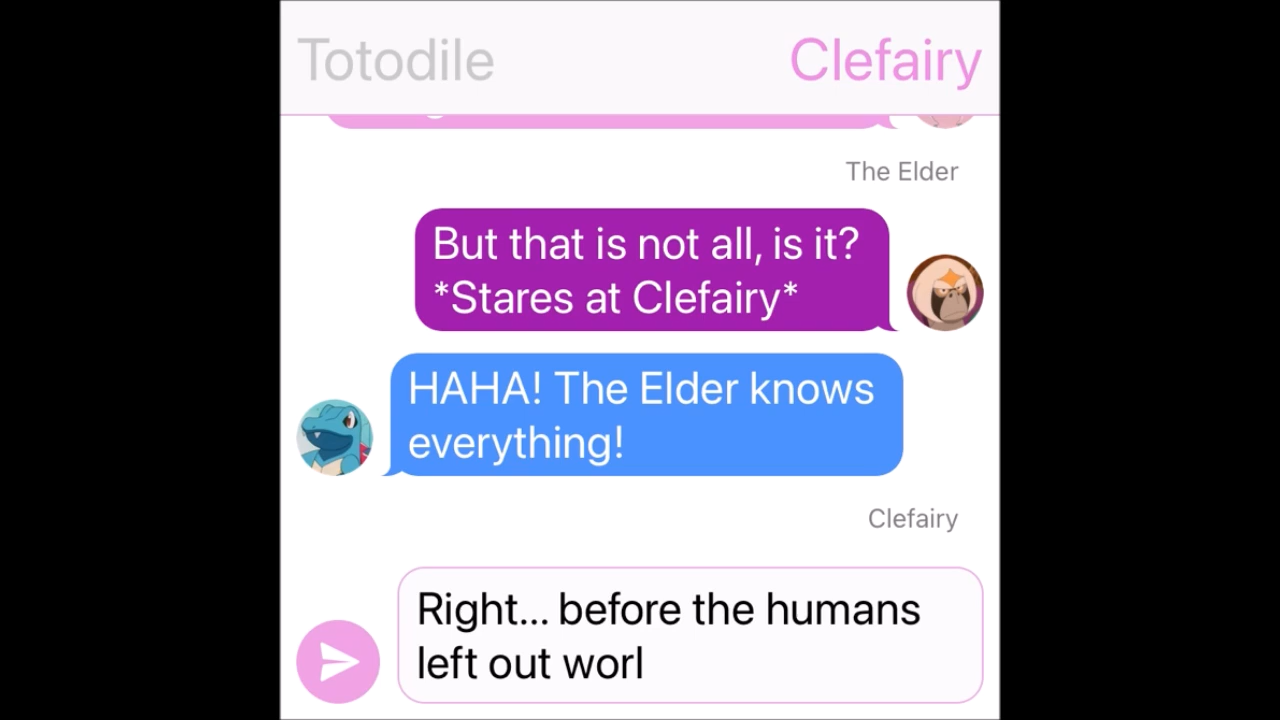 Totodile
Clefairy
The Elder
But that is not all, is it?
*Stares at Clefairy*
HAHA! The Elder knows
everything!
Clefairy
Right... before the humans
left out worl